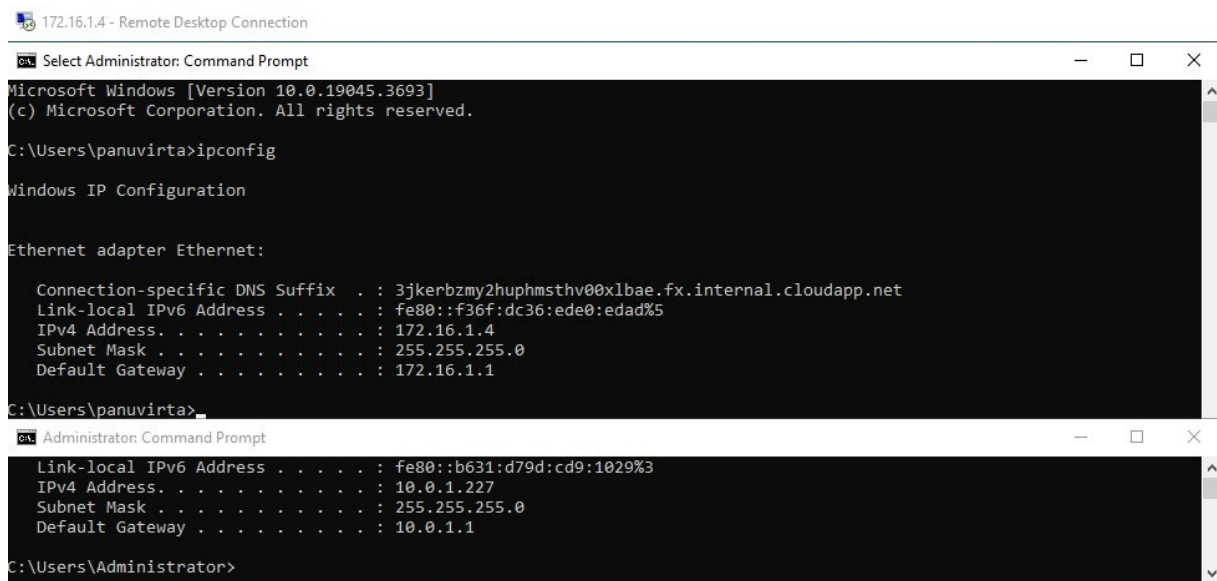 172.16.1.4 - Remote Desktop Connection
Select Administrator: Command Prompt
Microsoft Windows [Version 10.0.19045.3693]
(c) Microsoft Corporation. All rights reserved.
C:\Users\panuvirta>ipconfig
Windows IP Configuration
Ethernet adapter Ethernet:
Connection-specific DNS Suffix . : 3jkerbzmy2huphmsthv00xlbae.fx.internal.cloudapp.net
Link-local IPv6 Address . . . . . : fe80::f36f:dc36:ede0:edad%5
IPv4 Address. . . . . . . . . . . : 172.16.1.4
Subnet Mask . . . . . . . . . . . : 255.255.255.0
Default Gateway . . . . . . . . . : 172.16.1.1
C:\Users\panuvirta>_
Administrator: Command Prompt
Link-local IPv6 Address . . . . . : fe80::b631:d79d:cd9:1029%3
IPv4 Address. . . . . . . . . . . : 10.0.1.227
Subnet Mask . . . . . . . . . . . : 255.255.255.0
Default Gateway . . . . . . . . . : 10.0.1.1
C:\Users\Administrator>